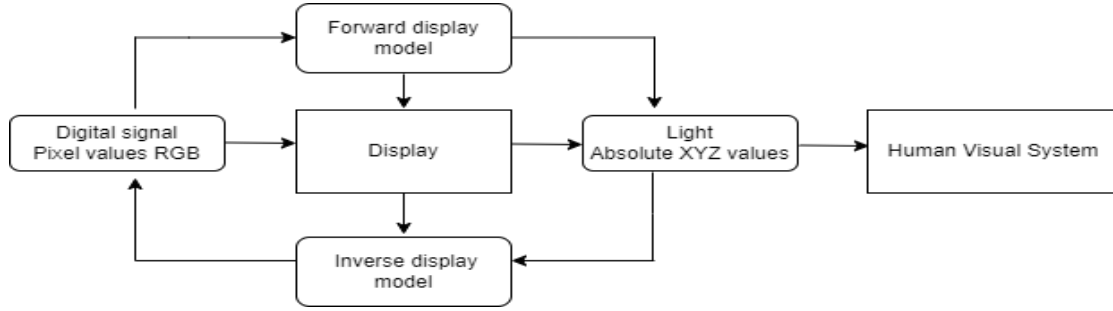 Forward display
model
Digital signal
Pixel values RGB
Display
Light
Absolute XYZ values
Human Visual System
Inverse display
model